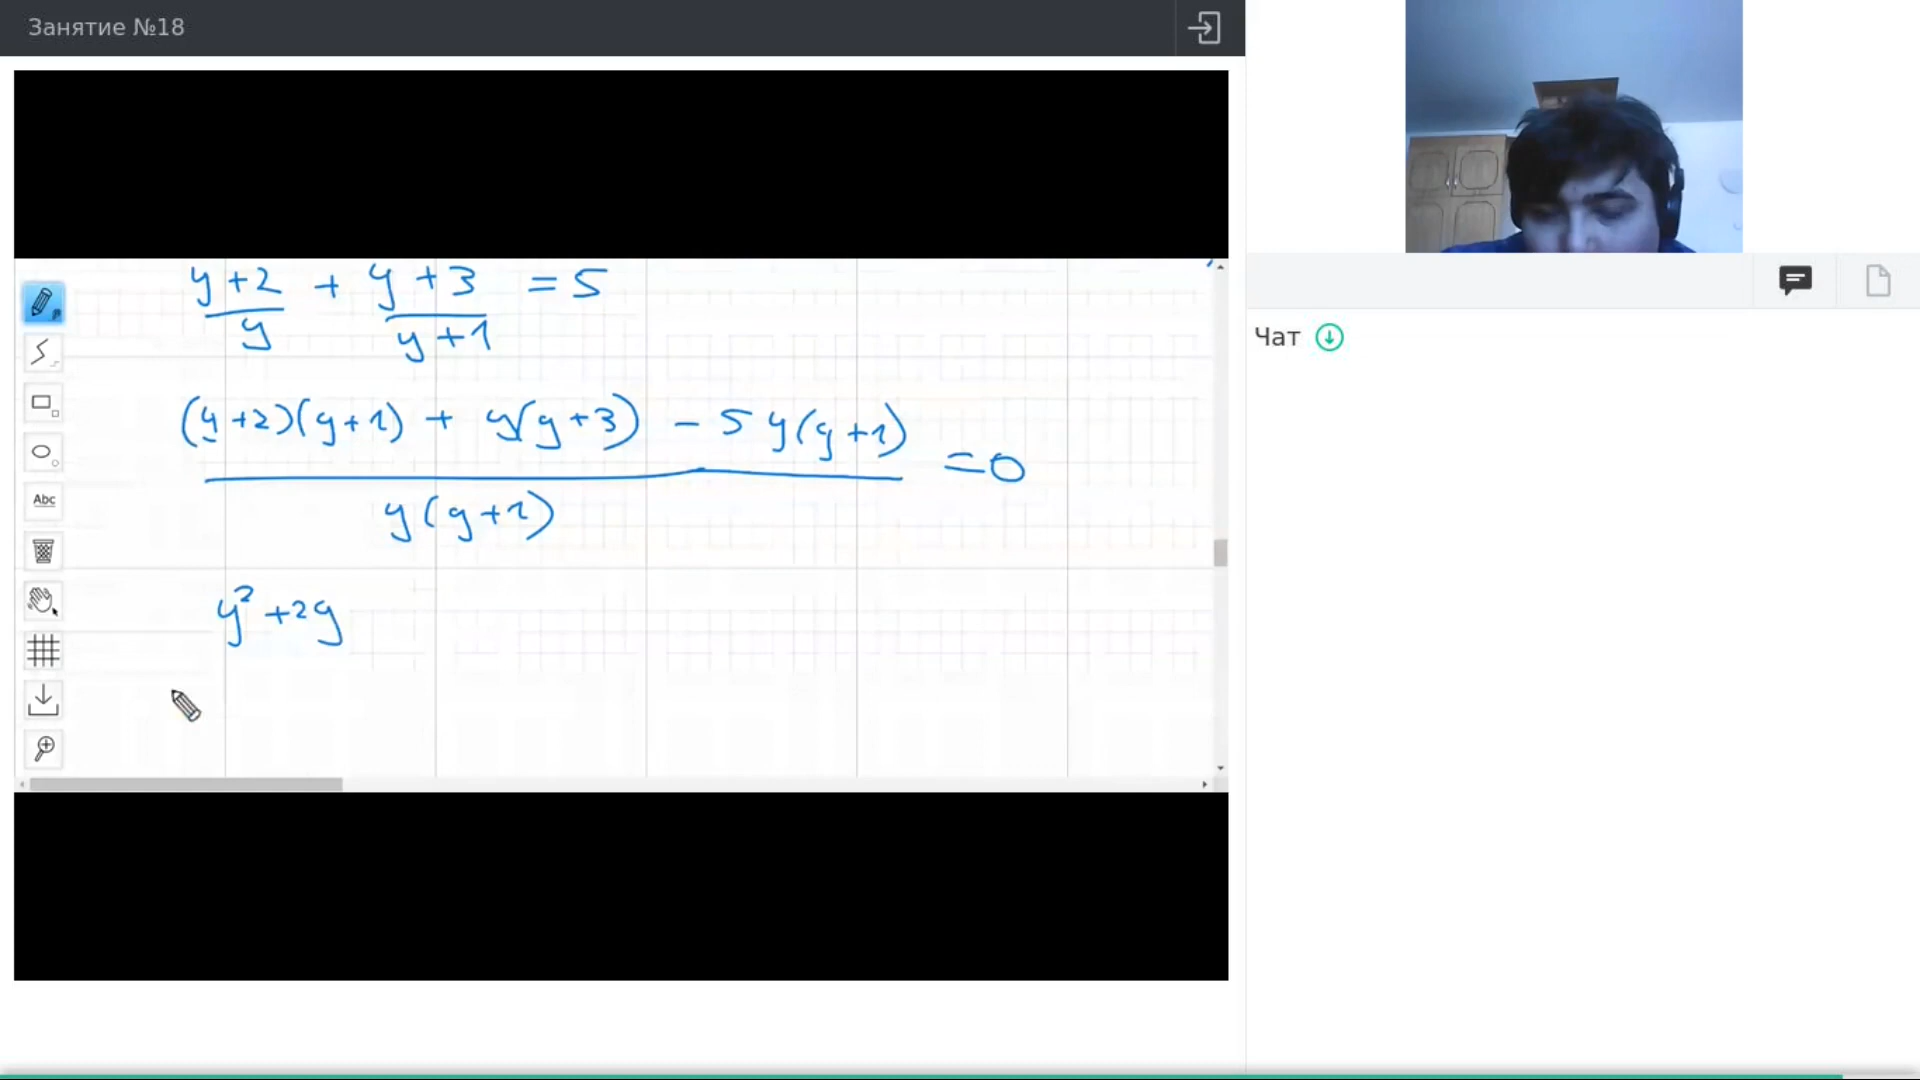 Занятие №18
y+2/y + y+3/y+1 = 5
(y+2)(y+1) + y(y+3) - 5y(y+1) / y(y+1) = 0
y² + 2y
Abc
Чат